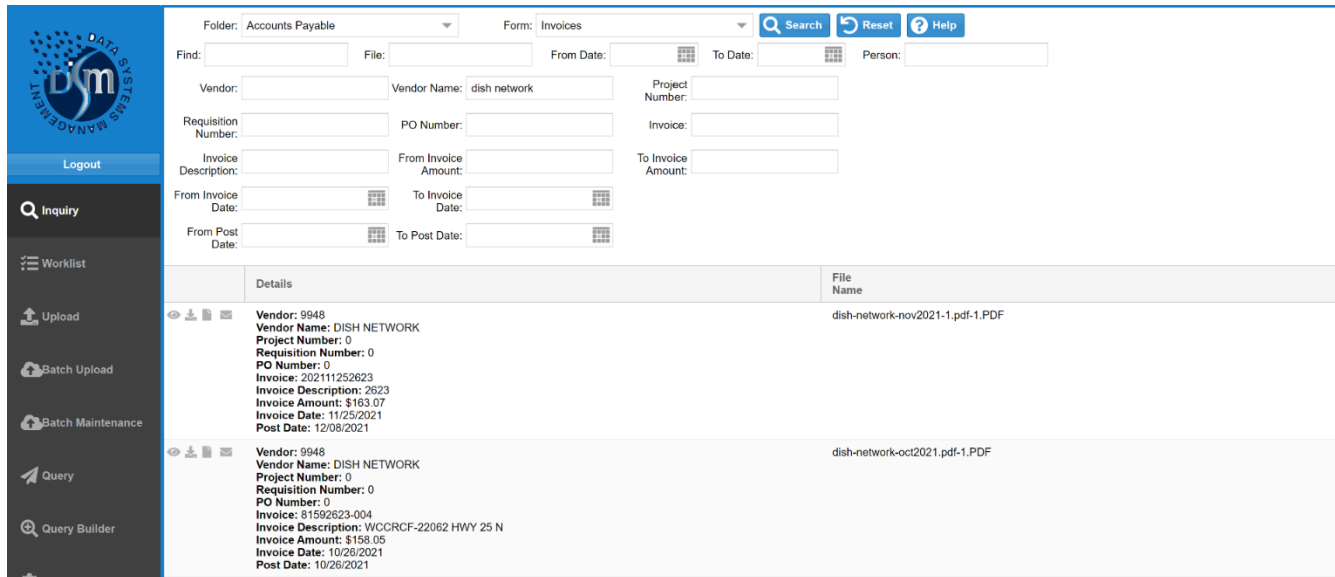 DATA SYSTEMS MANAGEMENT
DSM
Logout
Inquiry
Worklist
Upload
Batch Upload
Batch Maintenance
Query
Query Builder
Folder: Accounts Payable Form: Invoices Search Reset Help
Find: File: From Date: To Date: Person:
Vendor: Vendor Name: dish network Project Number:
Requisition Number: PO Number: Invoice:
Invoice Description: From Invoice Amount: To Invoice Amount:
From Invoice Date: To Invoice Date:
From Post Date: To Post Date:
Details File Name
Vendor: 9948 dish-network-nov2021-1.pdf-1.PDF
Vendor Name: DISH NETWORK
Project Number: 0
Requisition Number: 0
PO Number: 0
Invoice: 202111252623
Invoice Description: 2623
Invoice Amount: $163.07
Invoice Date: 11/25/2021
Post Date: 12/08/2021
Vendor: 9948 dish-network-oct2021.pdf-1.PDF
Vendor Name: DISH NETWORK
Project Number: 0
Requisition Number: 0
PO Number: 0
Invoice: 81592623-004
Invoice Description: WCCRCF-22062 HWY 25 N
Invoice Amount: $158.05
Invoice Date: 10/26/2021
Post Date: 10/26/2021